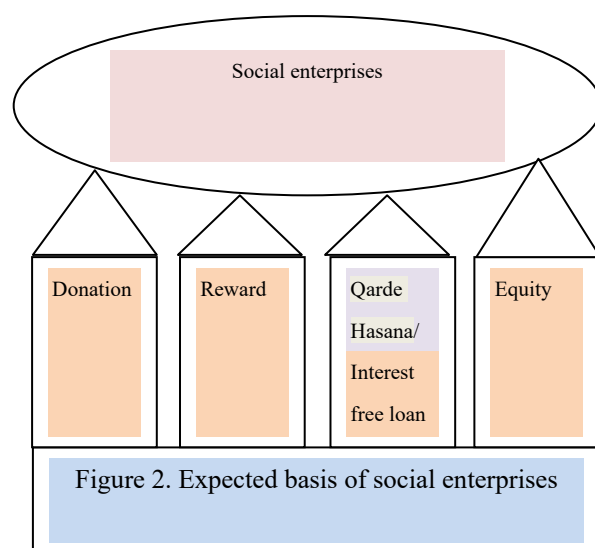 Social enterprises
Donation
Reward
Qarde
Hasana/
Interest
free loan
Equity
Figure 2. Expected basis of social enterprises